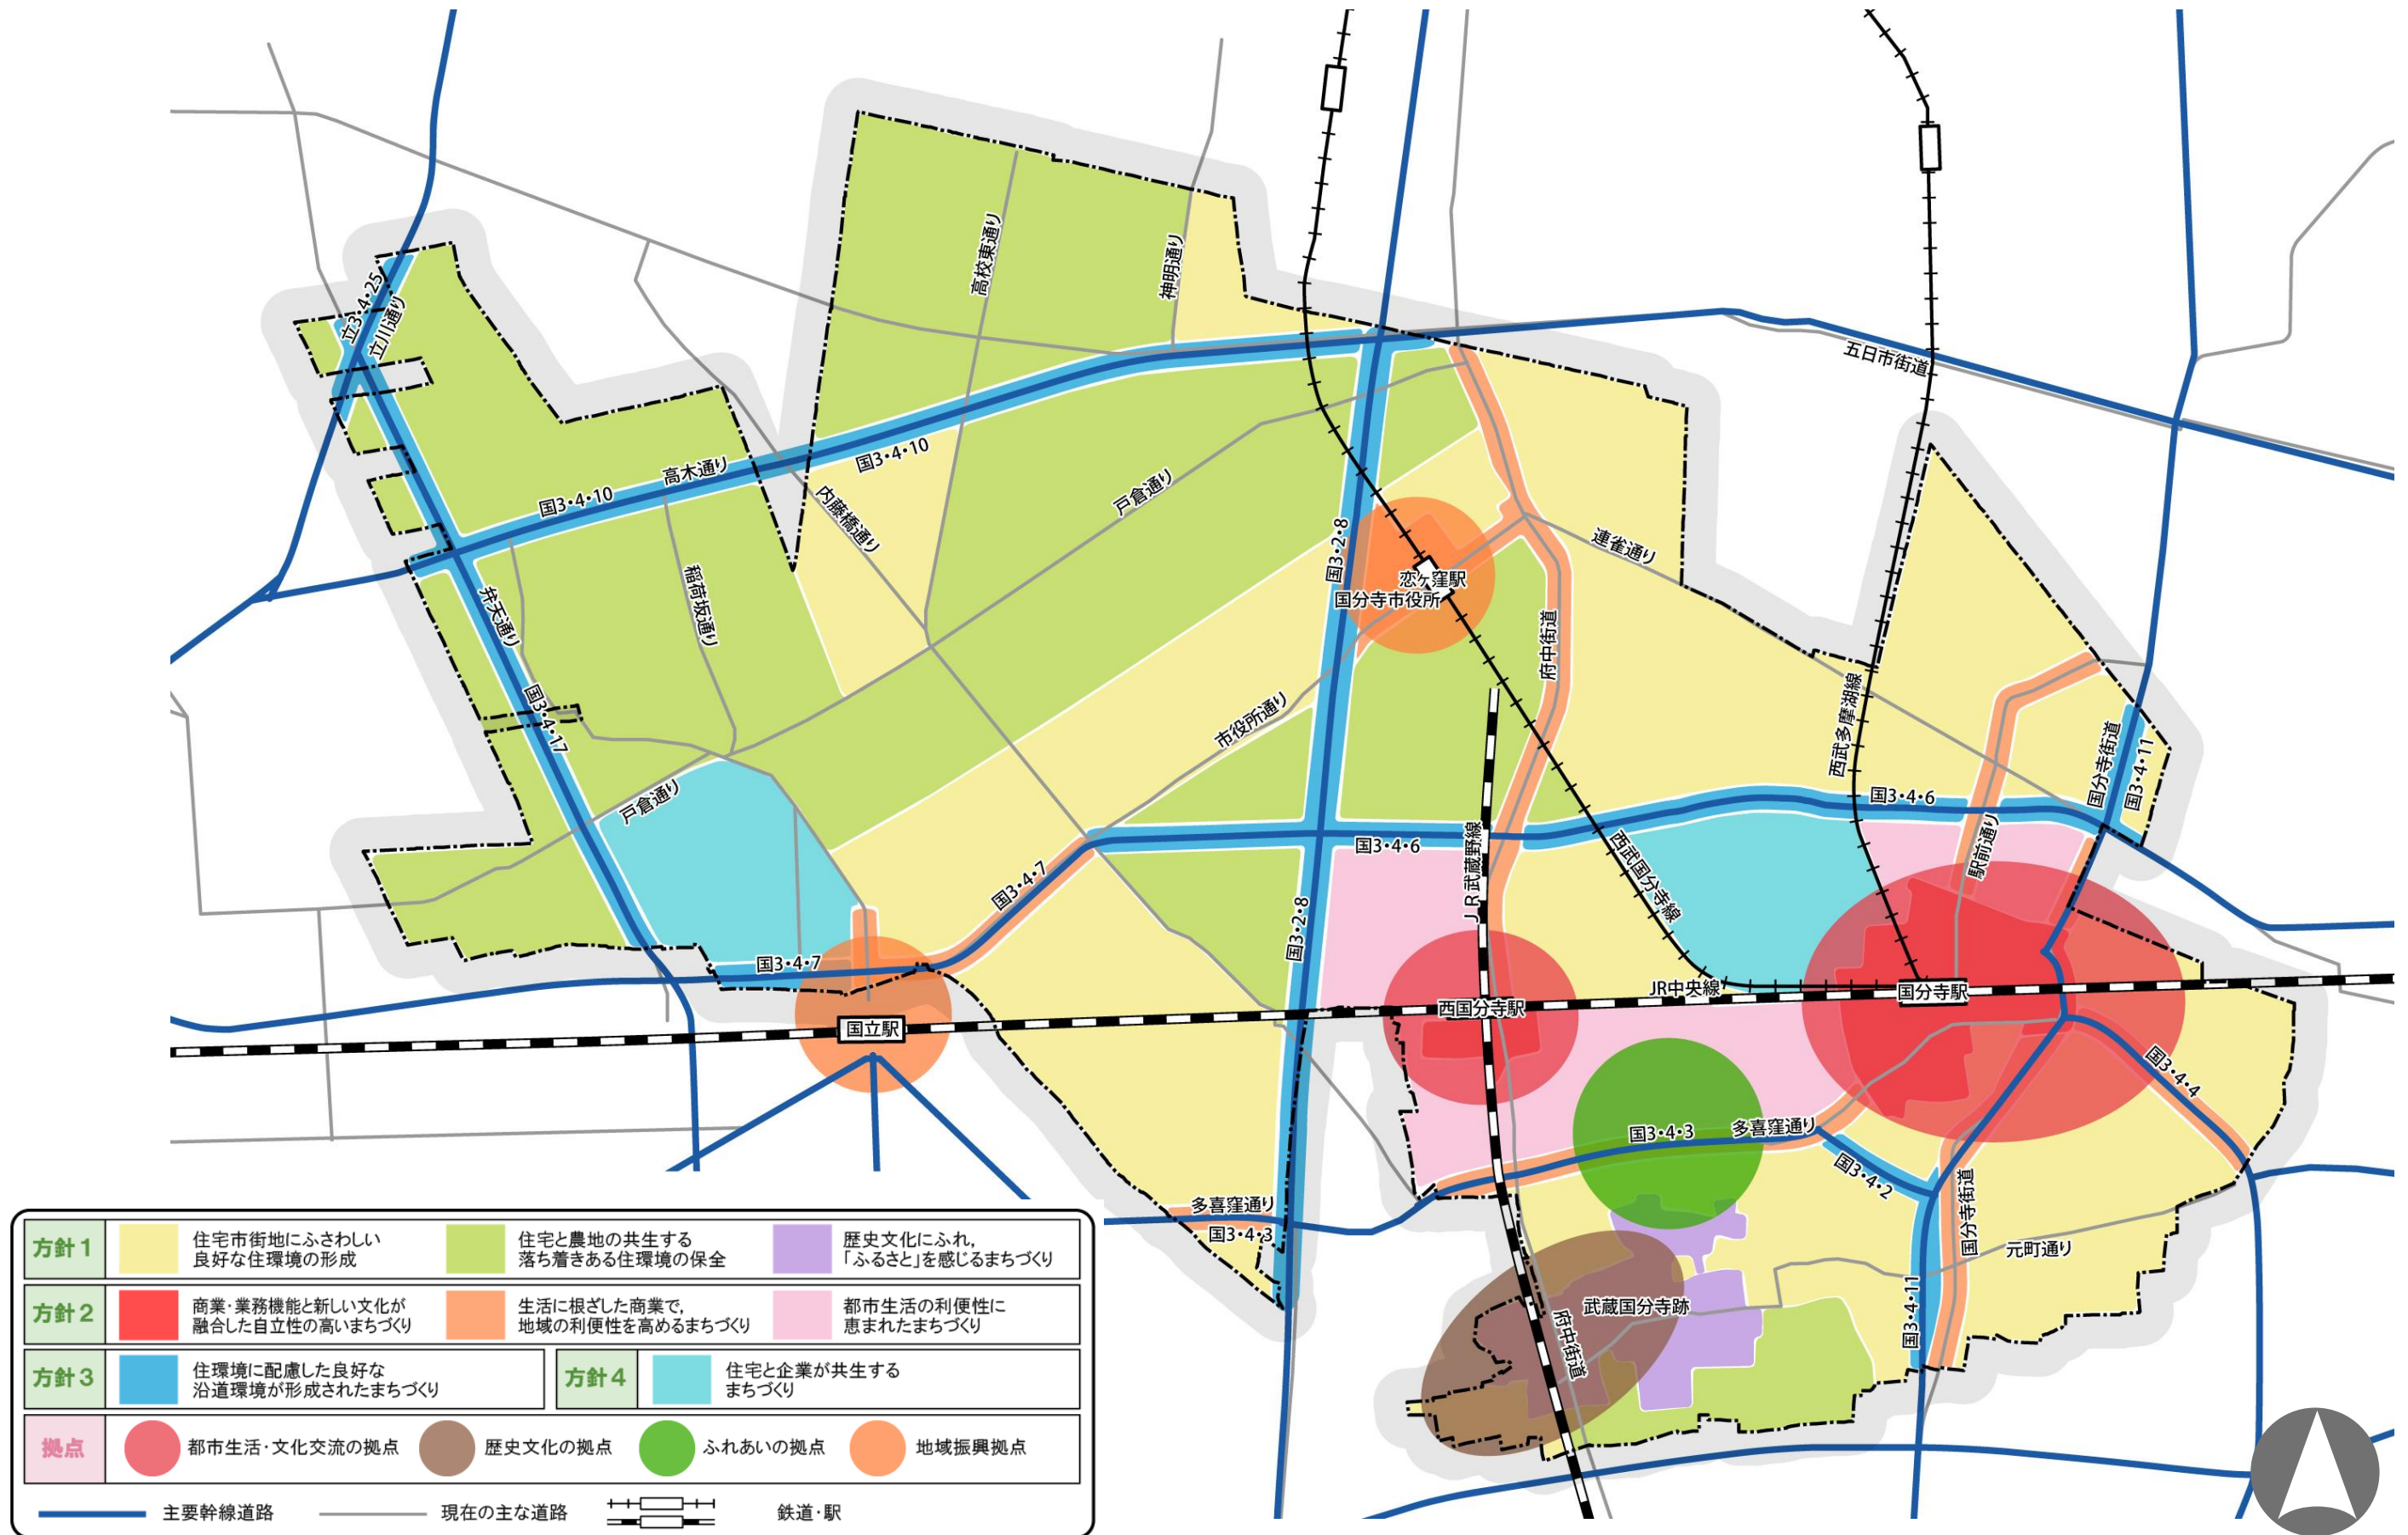 高校東通り
神明通り
立3・4・25
立川通り
五日市街道
国3・4・10
高木通り
国3・4・10
内藤橋通り
戸倉通り
国3・2・8
連雀通り
恋ヶ窪駅
国分寺市役所
弁天通り
稲荷坂通り
府中街道
国3・4・17
市役所通り
西武多摩湖線
国分寺街道
国3・4・11
戸倉通り
国3・4・6
国3・4・6
駅前通り
JR武蔵野線
西武国分寺線
国3・4・7
国3・2・8
国3・4・7
JR中央線
国分寺駅
西国分寺駅
国立駅
国3・4・4
国3・4・3
多喜窪通り
国3・4・2
多喜窪通り
国3・4・3
国分寺街道
元町通り
武蔵国分寺跡
府中街道
国3・4・11
方針1
住宅市街地にふさわしい
良好な住環境の形成
住宅と農地の共生する
落ち着きある住環境の保全
歴史文化にふれ,
「ふるさと」を感じるまちづくり
方針2
商業・業務機能と新しい文化が
融合した自立性の高いまちづくり
生活に根ざした商業で,
地域の利便性を高めるまちづくり
都市生活の利便性に
恵まれたまちづくり
方針3
住環境に配慮した良好な
沿道環境が形成されたまちづくり
方針4
住宅と企業が共生する
まちづくり
拠点
都市生活・文化交流の拠点
歴史文化の拠点
ふれあいの拠点
地域振興拠点
主要幹線道路
現在の主な道路
鉄道・駅